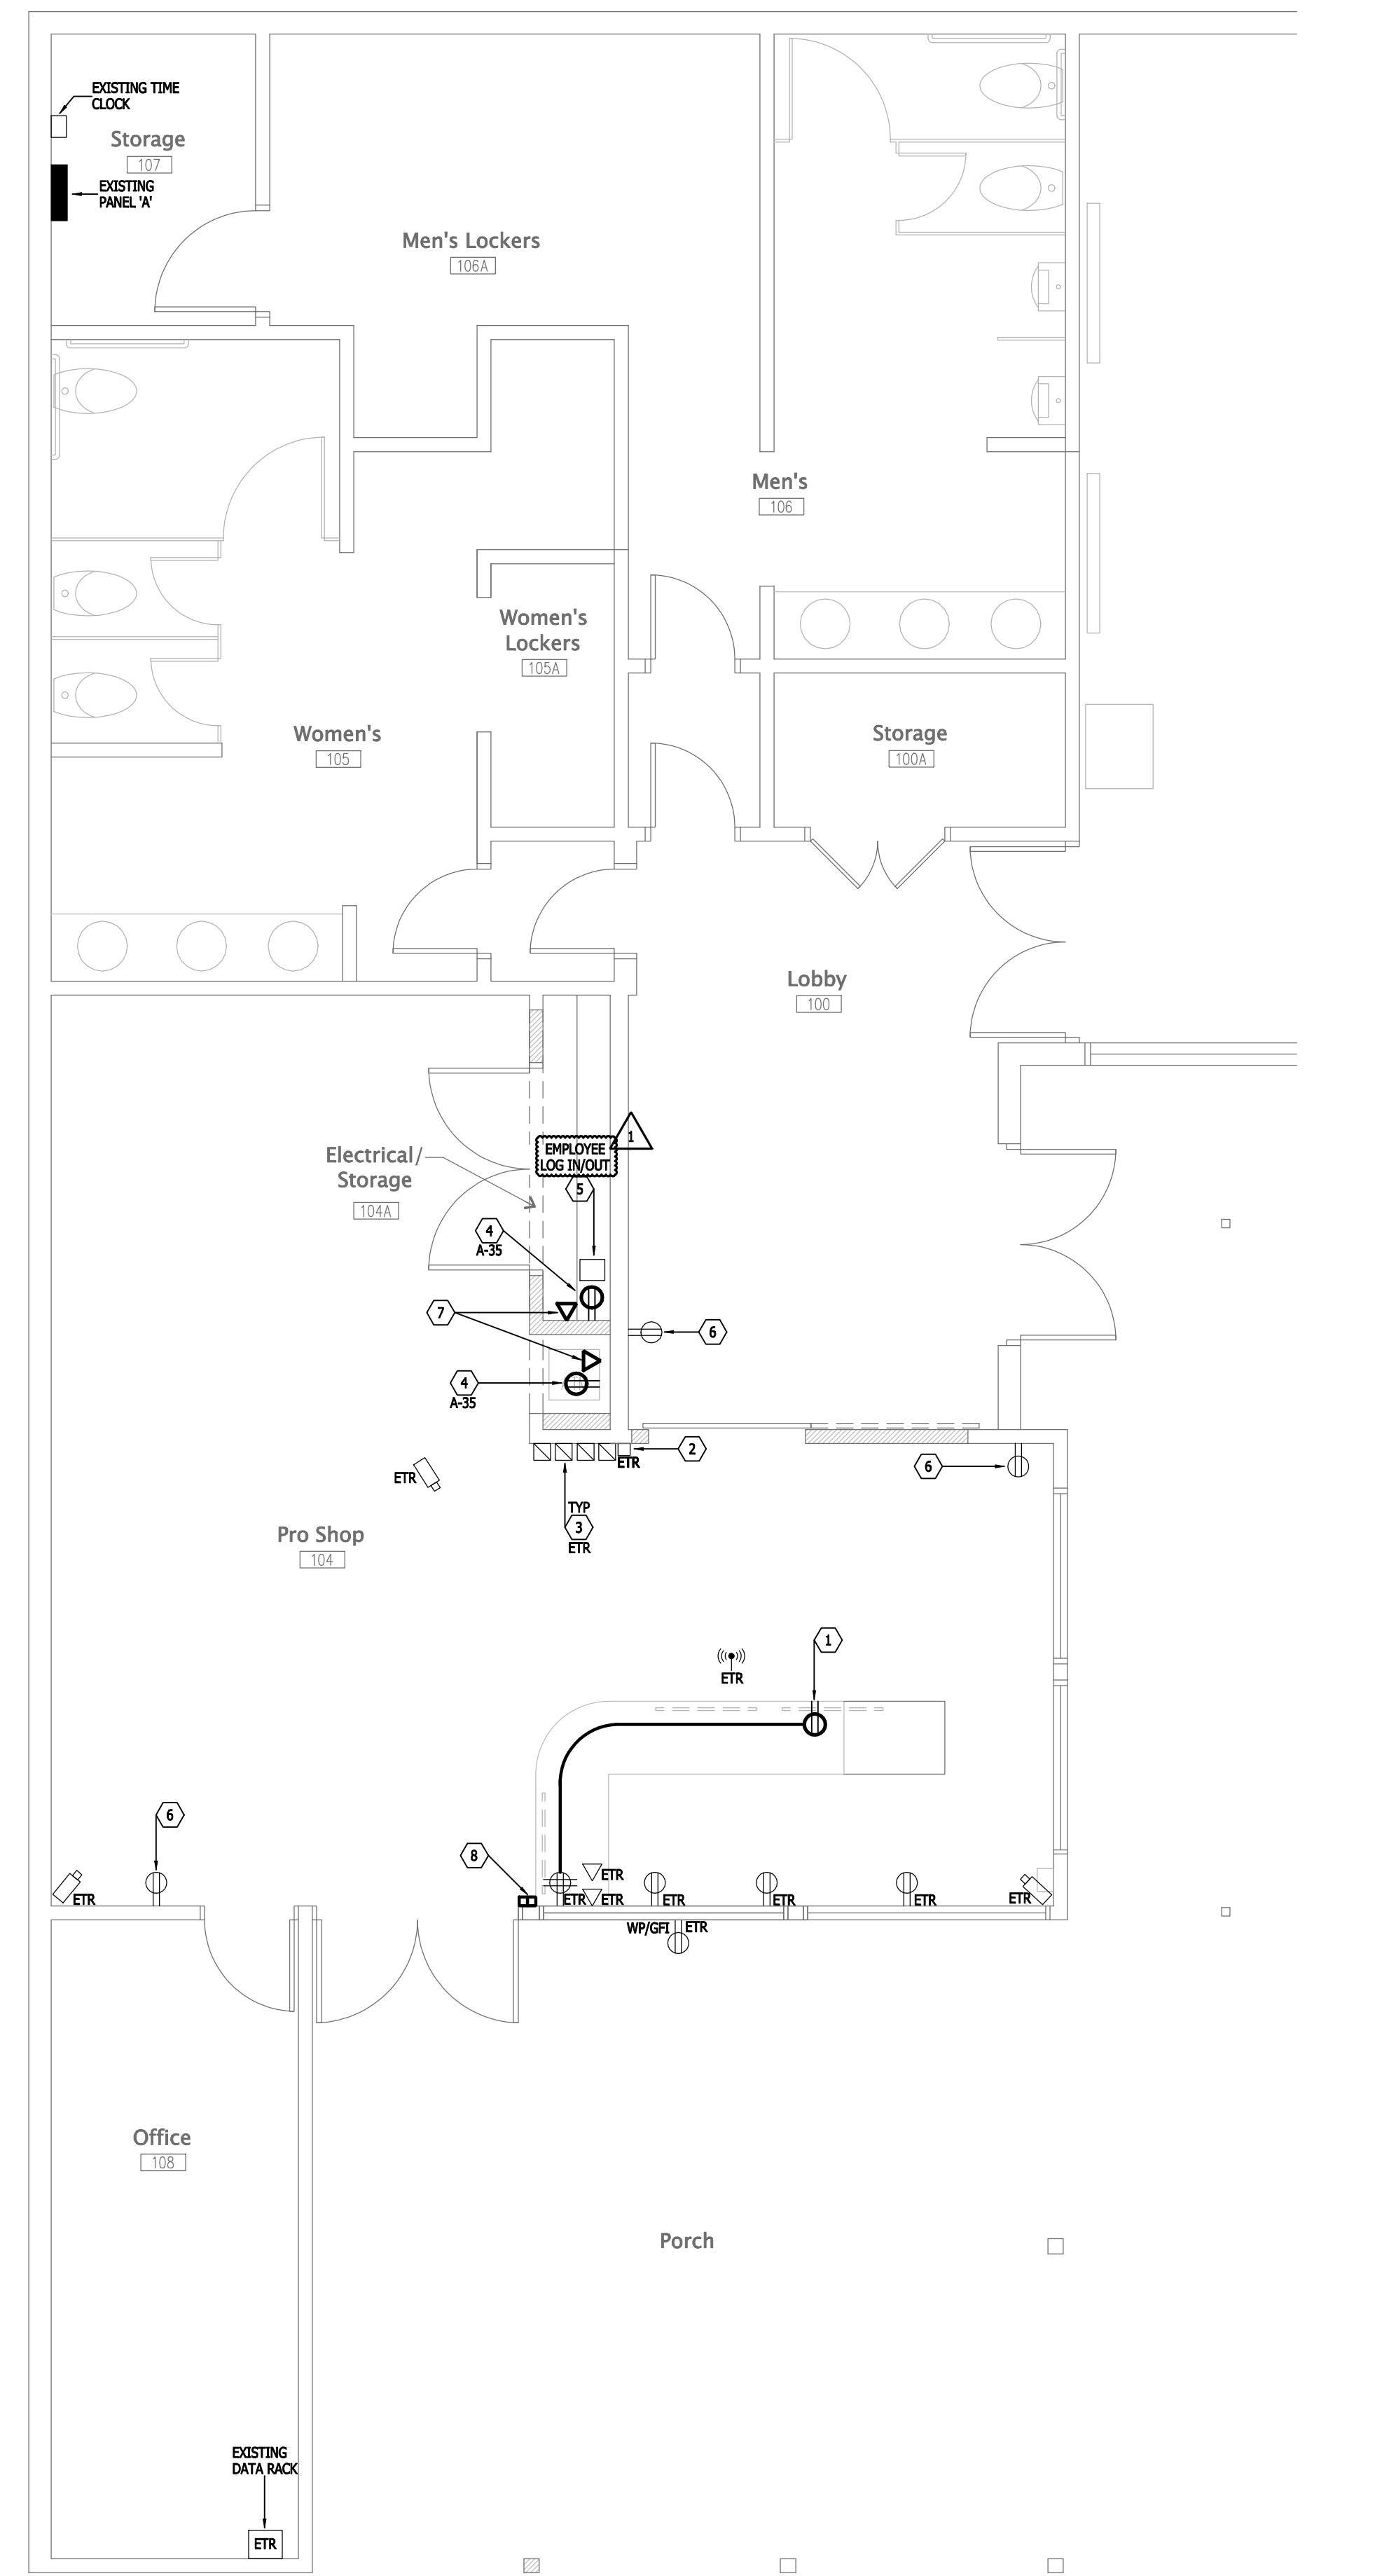 EXISTING TIME
CLOCK
Storage
107
EXISTING
PANEL 'A'
Men's Lockers
106A
Men's
106
Women's
Lockers
105A
Women's
105
Storage
100A
Lobby
100
1
EMPLOYEE
LOG IN/OUT
Electrical/
Storage
104A
5
4
A-35
7
6
4
A-35
2
ETR
6
ETR
TYP
3
ETR
Pro Shop
104
1
ETR
6
8
ETR
ETR
ETR
ETR
ETR
ETR
ETR
ETR
WP/GFI
ETR
Office
108
Porch
EXISTING
DATA RACK
ETR